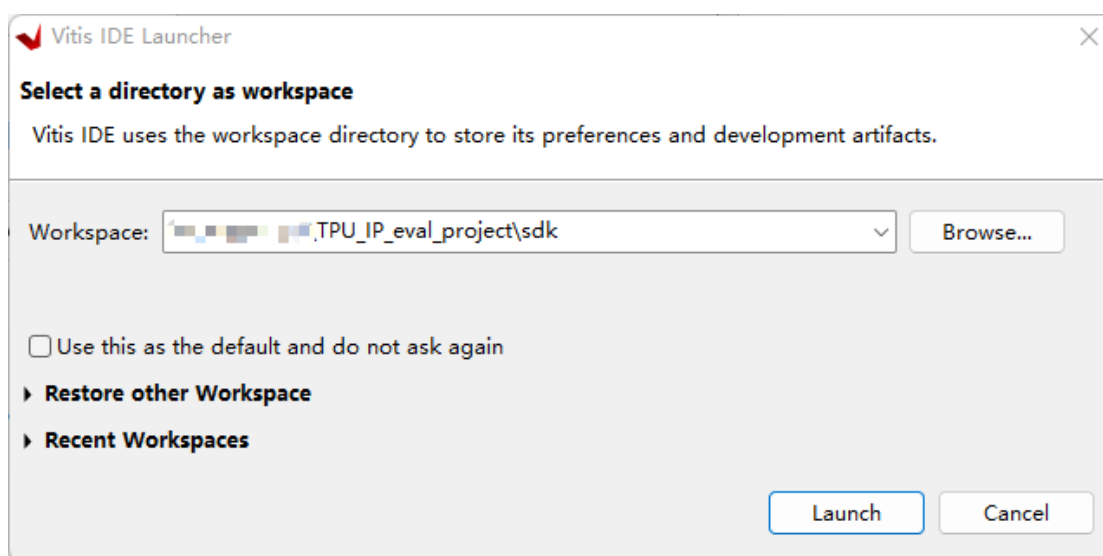 Vitis IDE Launcher
Select a directory as workspace
Vitis IDE uses the workspace directory to store its preferences and development artifacts.
Workspace: TPU_IP_eval_project\sdk Browse...
Use this as the default and do not ask again
Restore other Workspace
Recent Workspaces
Launch Cancel